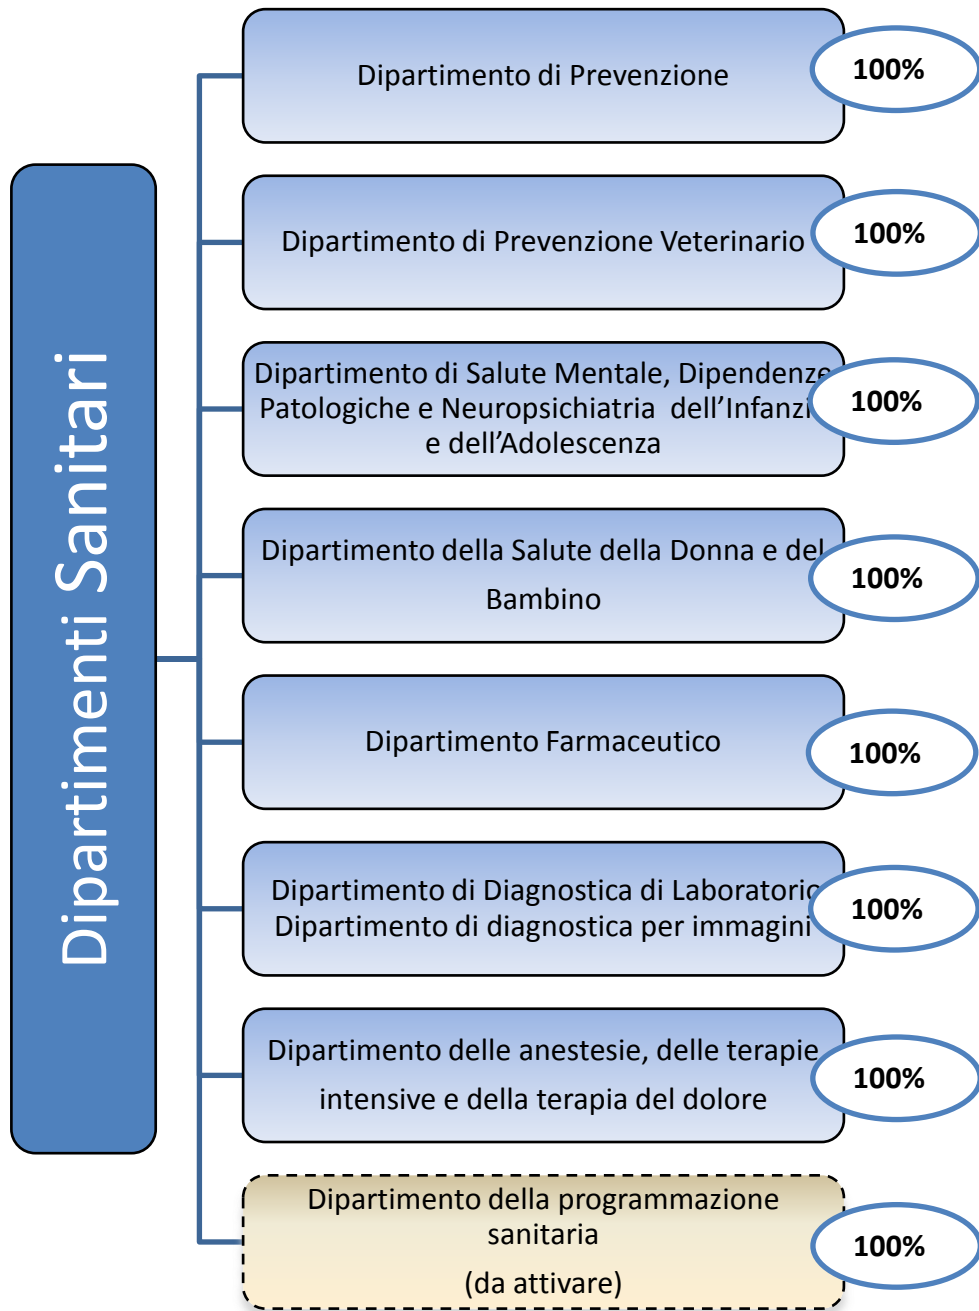 Dipartimenti Sanitari
Dipartimento di Prevenzione
100%
Dipartimento di Prevenzione Veterinario
100%
Dipartimento di Salute Mentale, Dipendenze
Patologiche e Neuropsichiatria dell’Infanzi
e dell’Adolescenza
100%
Dipartimento della Salute della Donna e del
Bambino
100%
Dipartimento Farmaceutico
100%
Dipartimento di Diagnostica di Laboratorio
Dipartimento di diagnostica per immagini
100%
Dipartimento delle anestesie, delle terapie
intensive e della terapia del dolore
100%
Dipartimento della programmazione
sanitaria
(da attivare)
100%